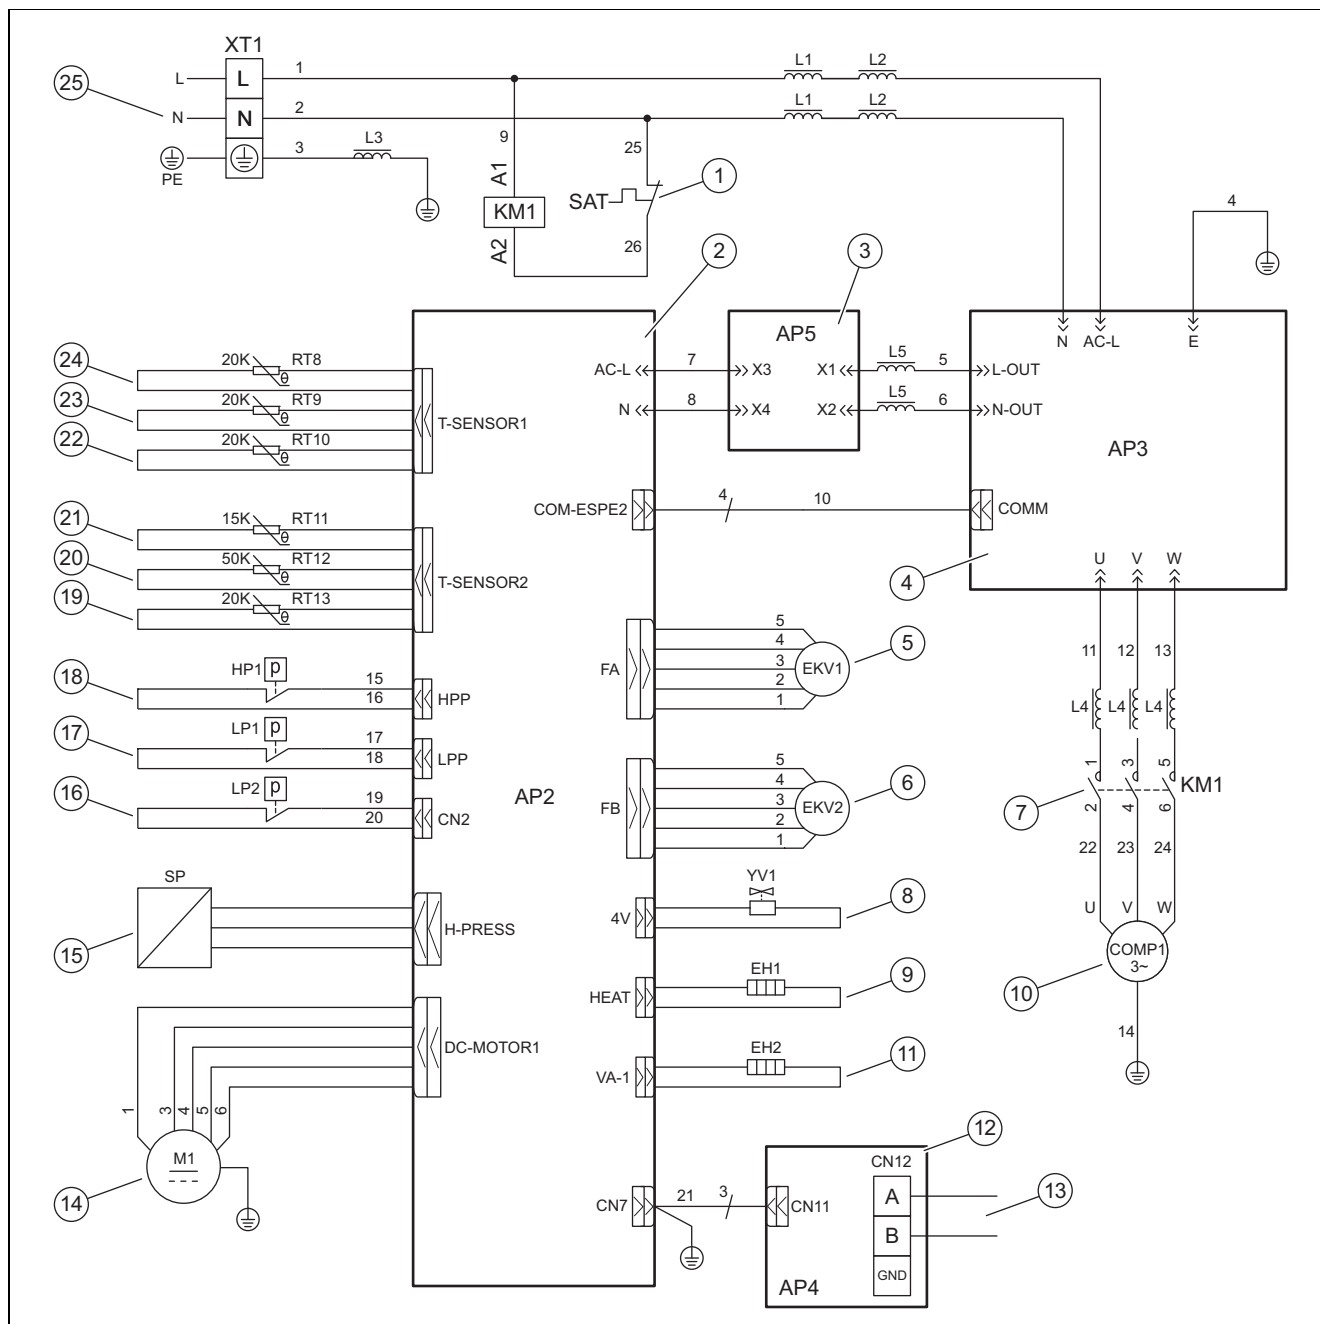 XT1
L L 1 L1 L2
25
N N 2 L1 L2
3 L3 9 25
PE
A1 SAT 1
KM1
A2 26 4
2 3
AP5 N AC-L E
24 20K RT8 AC-L 7 X3 X1 L5 5 L-OUT
23 20K RT9 T-SENSOR1 N 8 X4 X2 L5 6 N-OUT
22 20K RT10 AP3
21 15K RT11 COM-ESPE2 4 10 COMM
20 50K RT12 T-SENSOR2 U V W
19 20K RT13 4
5
4
FA 3 EKV1 5
2
1
11 12 13
18 HP1 p 15
16 HPP
L4 L4 L4
17 LP1 p 17
18 LPP
16 LP2 p 19
20 CN2
AP2
5
4
FB 3 EKV2 6
2
1
1 3 5 KM1
7 2 4 6
22 23 24
SP YV1
15 H-PRESS 4V 8
U V W
COMP1
3~
10
EH1
HEAT 9
DC-MOTOR1 14
EH2
VA-1 11
1 3 4 5 6
M1
14
12
CN12
CN7 21 3 CN11 A 13
B
GND
AP4